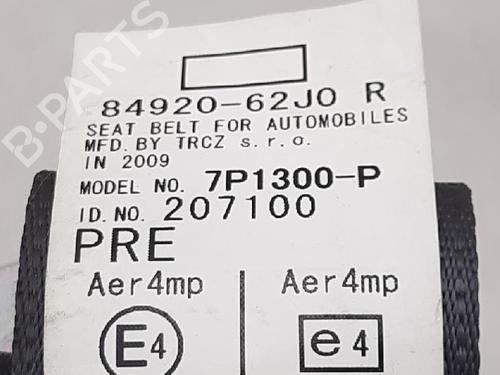 84920-62J0 R
SEAT BELT FOR AUTOMOBILES
MFD. BY TRCZ s. r. o.
IN 2009
MODEL NO. 7P1300-P
I D. NO. 207100
PRE
Aer4mp Aer4mp
E4 e4
B-PARTS